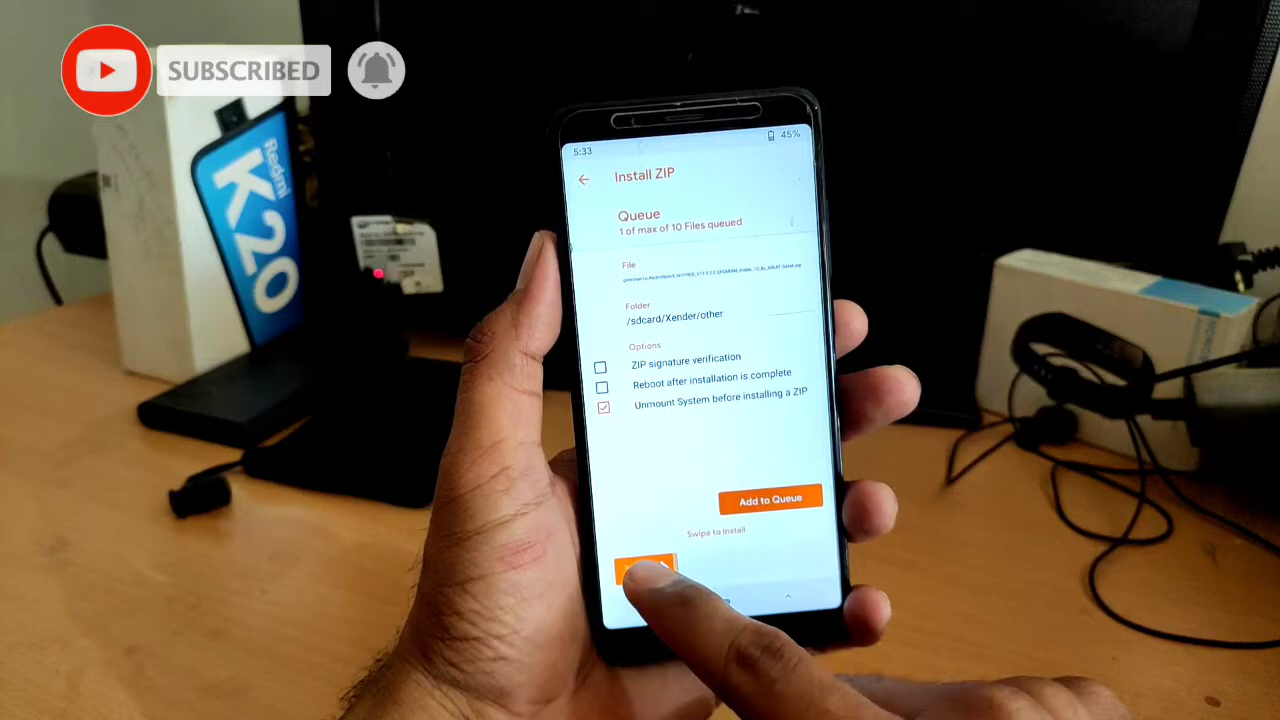 SUBSCRIBED
Redmi
K20
5:33
45%
Install ZIP
Queue
1 of max of 10 Files queued
File
Folder
/sdcard/Xender/other
Options
ZIP signature verification
Reboot after installation is complete
Unmount System before installing a ZIP
Add to Queue
Swipe to Install